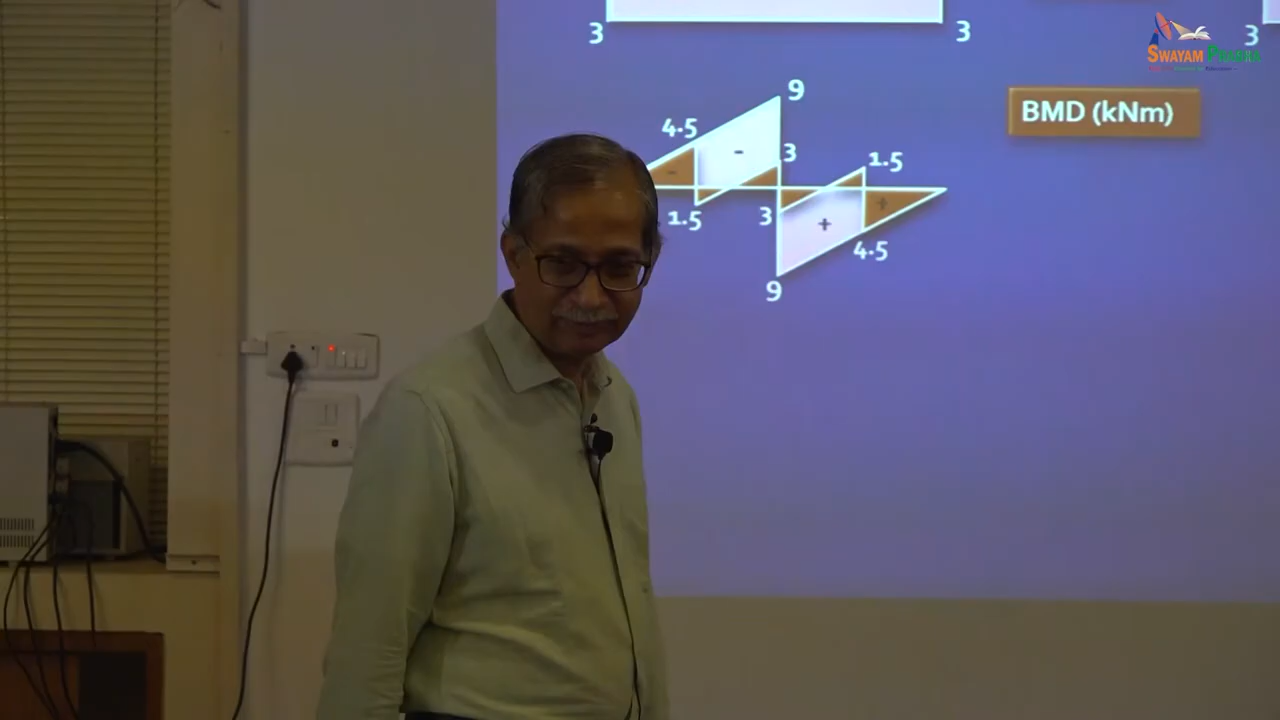 3 3 3
SWAYAM PRABHA
9
BMD (kNm)
4.5
-
3 1.5
-
+
1.5 3 +
4.5
9